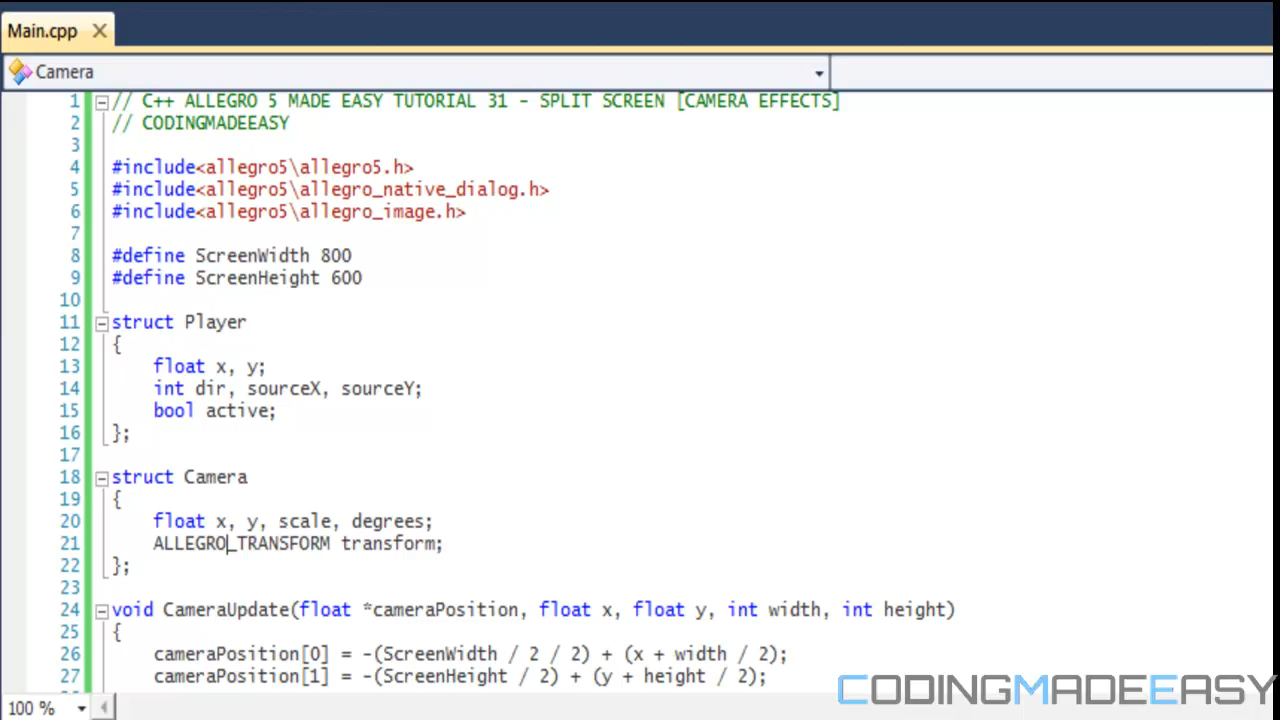 Main.cpp
Camera
1 // C++ ALLEGRO 5 MADE EASY TUTORIAL 31 - SPLIT SCREEN [CAMERA EFFECTS]
2 // CODINGMADEEASY
3
4 #include<allegro5\allegro5.h>
5 #include<allegro5\allegro_native_dialog.h>
6 #include<allegro5\allegro_image.h>
7
8 #define ScreenWidth 800
9 #define ScreenHeight 600
10
11 struct Player
12 {
13 float x, y;
14 int dir, sourceX, sourceY;
15 bool active;
16 };
17
18 struct Camera
19 {
20 float x, y, scale, degrees;
21 ALLEGRO_TRANSFORM transform;
22 };
23
24 void CameraUpdate(float *cameraPosition, float x, float y, int width, int height)
25 {
26 cameraPosition[0] = -(ScreenWidth / 2 / 2) + (x + width / 2);
27 cameraPosition[1] = -(ScreenHeight / 2) + (y + height / 2);
100 %
CODINGMADEEASY